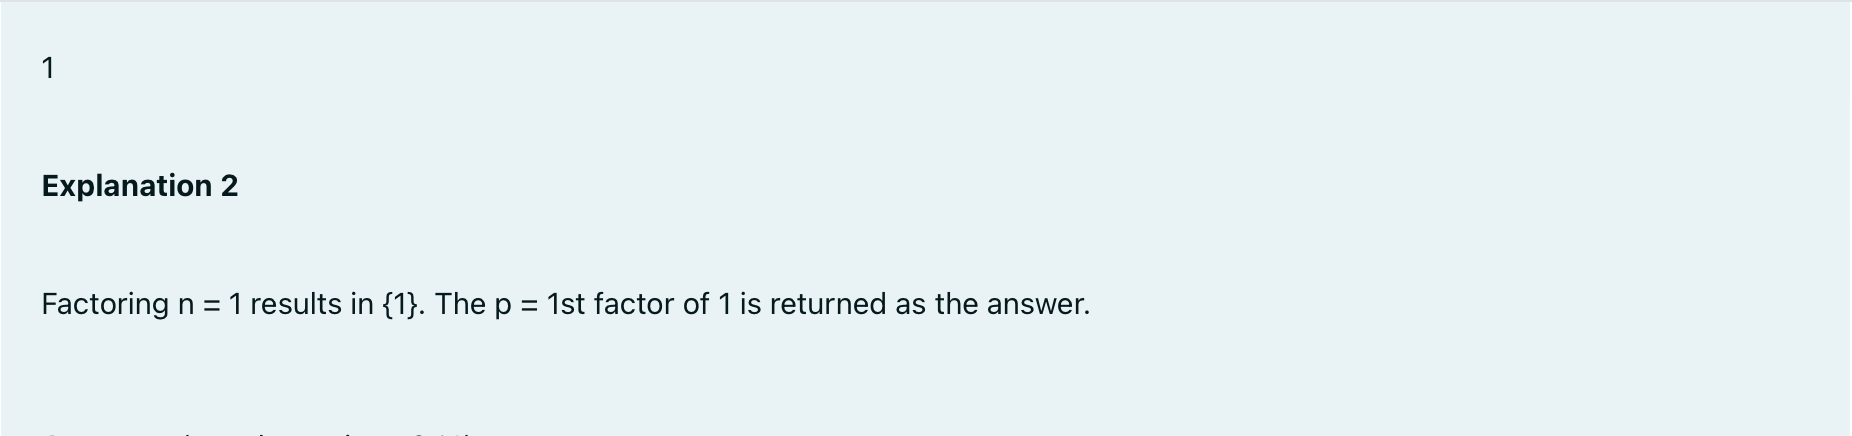 1
Explanation 2
Factoring n = 1 results in {1}. The p = 1st factor of 1 is returned as the answer.